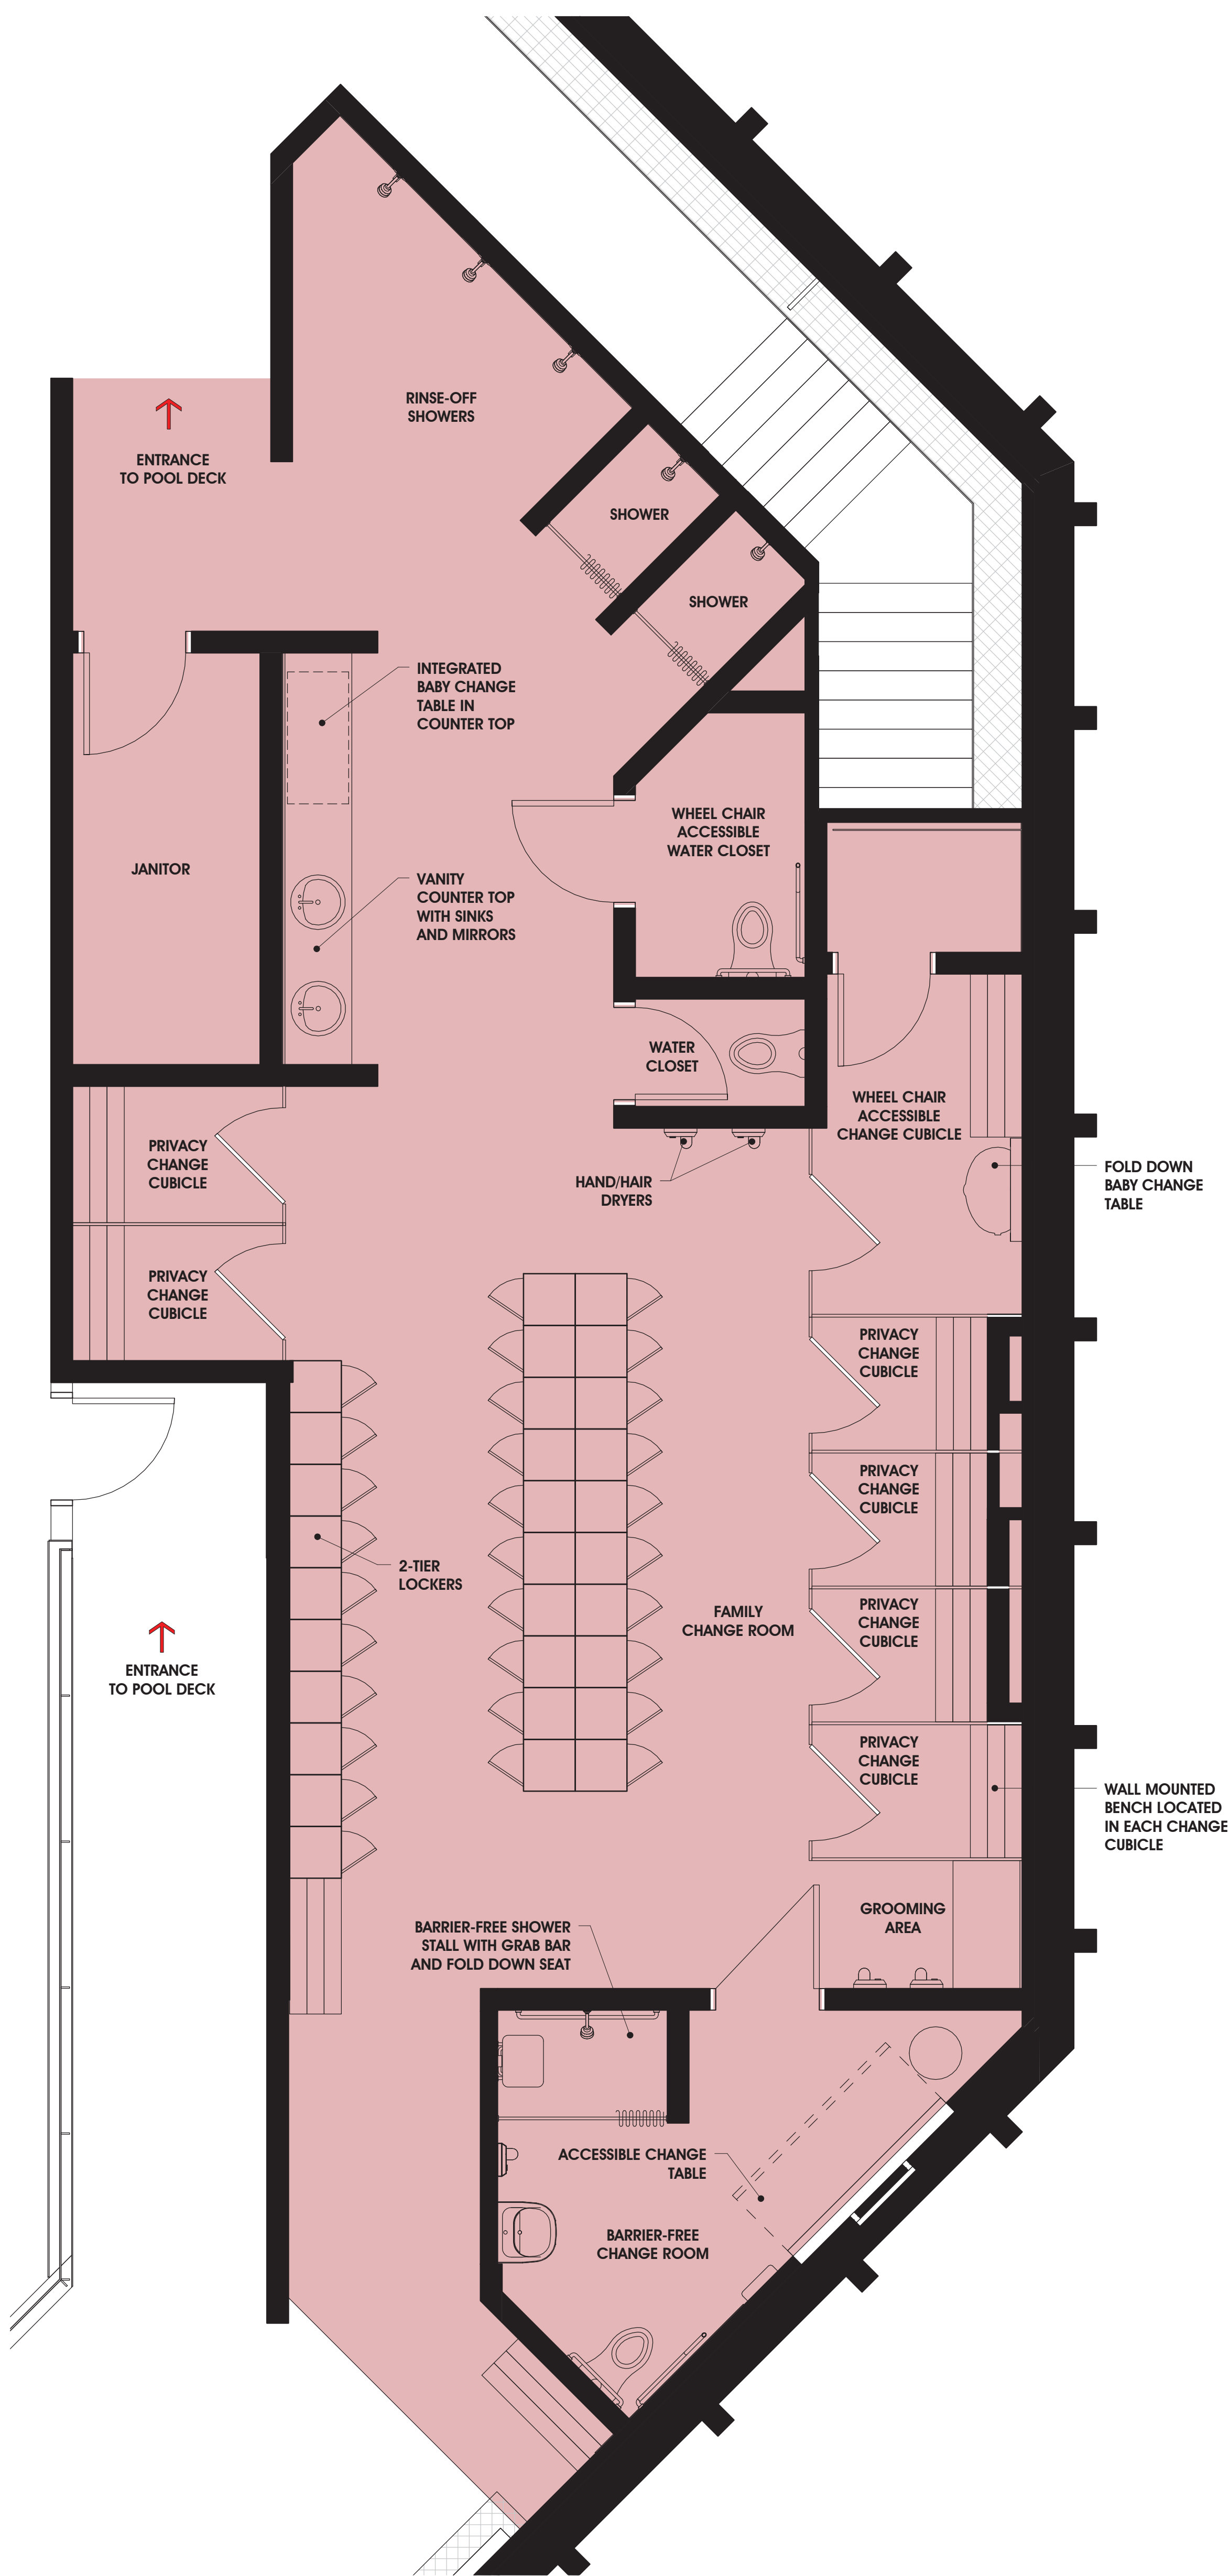 RINSE-OFF
SHOWERS
ENTRANCE
TO POOL DECK
SHOWER
SHOWER
INTEGRATED
BABY CHANGE
TABLE IN
COUNTER TOP
WHEEL CHAIR
ACCESSIBLE
WATER CLOSET
JANITOR
VANITY
COUNTER TOP
WITH SINKS
AND MIRRORS
WATER
CLOSET
WHEEL CHAIR
ACCESSIBLE
CHANGE CUBICLE
PRIVACY
CHANGE
CUBICLE
HAND/HAIR
DRYERS
FOLD DOWN
BABY CHANGE
TABLE
PRIVACY
CHANGE
CUBICLE
PRIVACY
CHANGE
CUBICLE
PRIVACY
CHANGE
CUBICLE
2-TIER
LOCKERS
FAMILY
CHANGE ROOM
PRIVACY
CHANGE
CUBICLE
ENTRANCE
TO POOL DECK
PRIVACY
CHANGE
CUBICLE
WALL MOUNTED
BENCH LOCATED
IN EACH CHANGE
CUBICLE
GROOMING
AREA
BARRIER-FREE SHOWER
STALL WITH GRAB BAR
AND FOLD DOWN SEAT
ACCESSIBLE CHANGE
TABLE
BARRIER-FREE
CHANGE ROOM